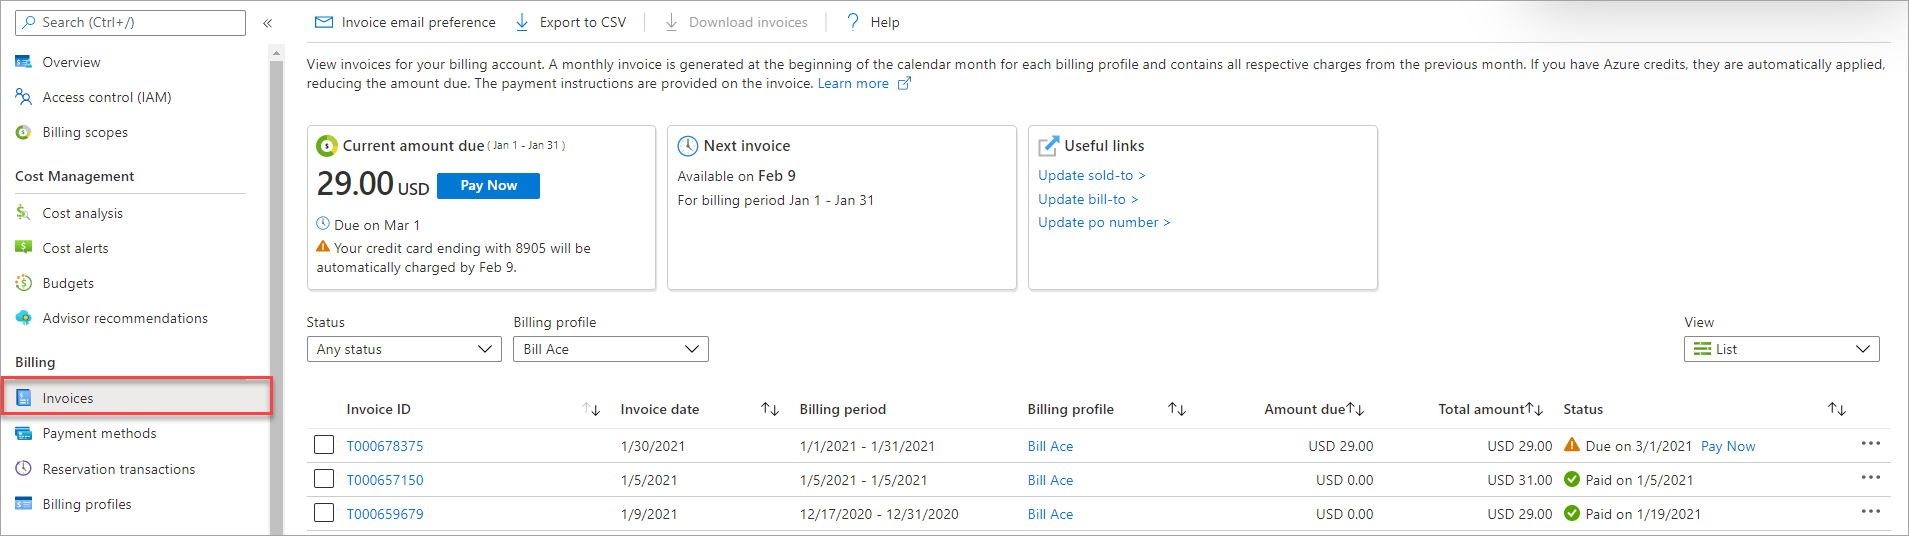 Search (Ctrl+/)
«
Overview
Access control (IAM)
Billing scopes
Cost Management
Cost analysis
Cost alerts
Budgets
Advisor recommendations
Billing
Invoices
Payment methods
Reservation transactions
Billing profiles
Invoice email preference
Export to CSV
Download invoices
? Help
View invoices for your billing account. A monthly invoice is generated at the beginning of the calendar month for each billing profile and contains all respective charges from the previous month. If you have Azure credits, they are automatically applied,
reducing the amount due. The payment instructions are provided on the invoice. Learn more
Current amount due ( Jan 1 - Jan 31 )
29.00 USD Pay Now
Due on Mar 1
Your credit card ending with 8905 will be
automatically charged by Feb 9.
Next invoice
Available on Feb 9
For billing period Jan 1 - Jan 31
Useful links
Update sold-to >
Update bill-to >
Update po number >
Status
Any status
Billing profile
Bill Ace
View
List
Invoice ID Invoice date Billing period Billing profile Amount due Total amount Status
T000678375 1/30/2021 1/1/2021 - 1/31/2021 Bill Ace USD 29.00 USD 29.00 Due on 3/1/2021 Pay Now ···
T000657150 1/5/2021 1/5/2021 - 1/5/2021 Bill Ace USD 0.00 USD 31.00 Paid on 1/5/2021 ···
T000659679 1/9/2021 12/17/2020 - 12/31/2020 Bill Ace USD 0.00 USD 29.00 Paid on 1/19/2021 ···